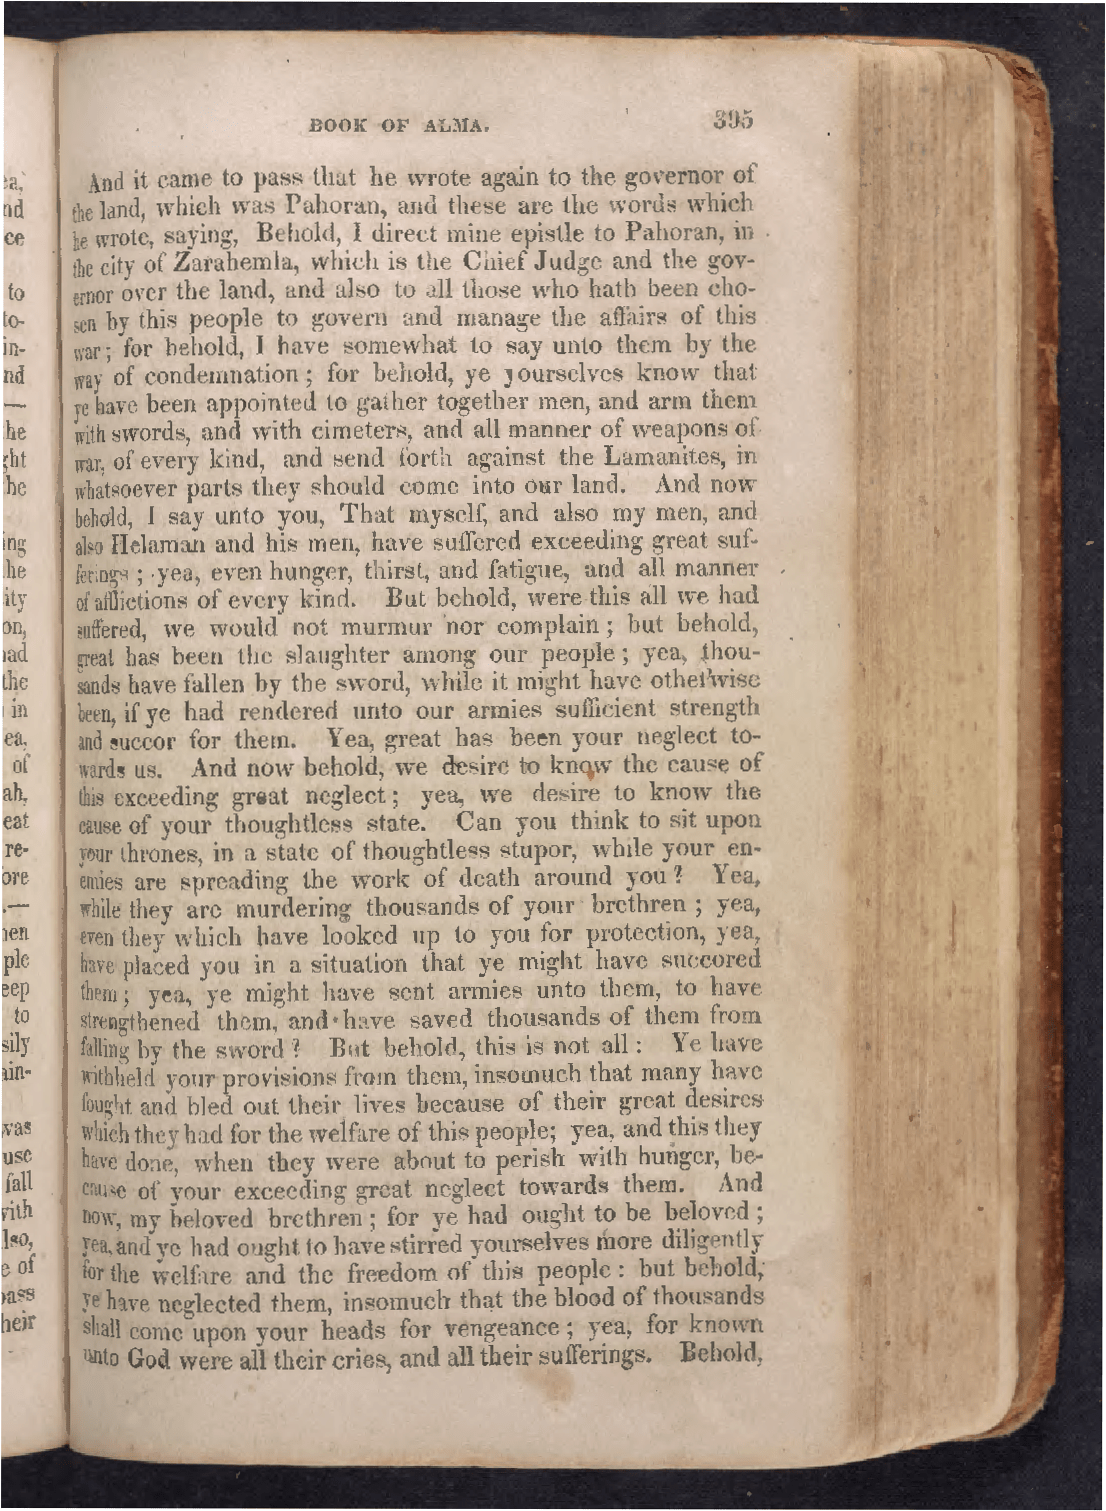 BOOK OF ALMA. 395
And it came to pass that he wrote again to the governor of
the land, which was Pahoran, and these are the words which
he wrote, saying, Behold, I direct mine epistle to Pahoran, in
the city of Zarahemla, which is the Chief Judge and the gov-
ernor over the land, and also to all those who hath been cho-
sen by this people to govern and manage the affairs of this
war; for behold, I have somewhat to say unto them by the
way of condemnation; for behold, ye yourselves know that
ye have been appointed to gather together men, and arm them
with swords, and with cimeters, and all manner of weapons of
war, of every kind, and send forth against the Lamanites, in
whatsoever parts they should come into our land. And now
behold, I say unto you, That myself, and also my men, and
also Helaman and his men, have suffered exceeding great suf-
ferings; yea, even hunger, thirst, and fatigue, and all manner
of afflictions of every kind. But behold, were this all we had
suffered, we would not murmur nor complain; but behold,
great has been the slaughter among our people; yea, thou-
sands have fallen by the sword, while it might have otherwise
been, if ye had rendered unto our armies sufficient strength
and succor for them. Yea, great has been your neglect to-
wards us. And now behold, we desire to know the cause of
this exceeding great neglect; yea, we desire to know the
cause of your thoughtless state. Can you think to sit upon
your thrones, in a state of thoughtless stupor, while your en-
emies are spreading the work of death around you? Yea,
while they are murdering thousands of your brethren; yea,
even they which have looked up to you for protection, yea,
have placed you in a situation that ye might have succored
them; yea, ye might have sent armies unto them, to have
strengthened them, and have saved thousands of them from
falling by the sword? But behold, this is not all: Ye have
withheld your provisions from them, insomuch that many have
fought and bled out their lives because of their great desires
which they had for the welfare of this people; yea, and this they
have done, when they were about to perish with hunger, be-
cause of your exceeding great neglect towards them. And
now, my beloved brethren; for ye had ought to be beloved;
yea, and ye had ought to have stirred yourselves more diligently
for the welfare and the freedom of this people: but behold,
ye have neglected them, insomuch that the blood of thousands
shall come upon your heads for vengeance; yea, for known
unto God were all their cries, and all their sufferings. Behold,